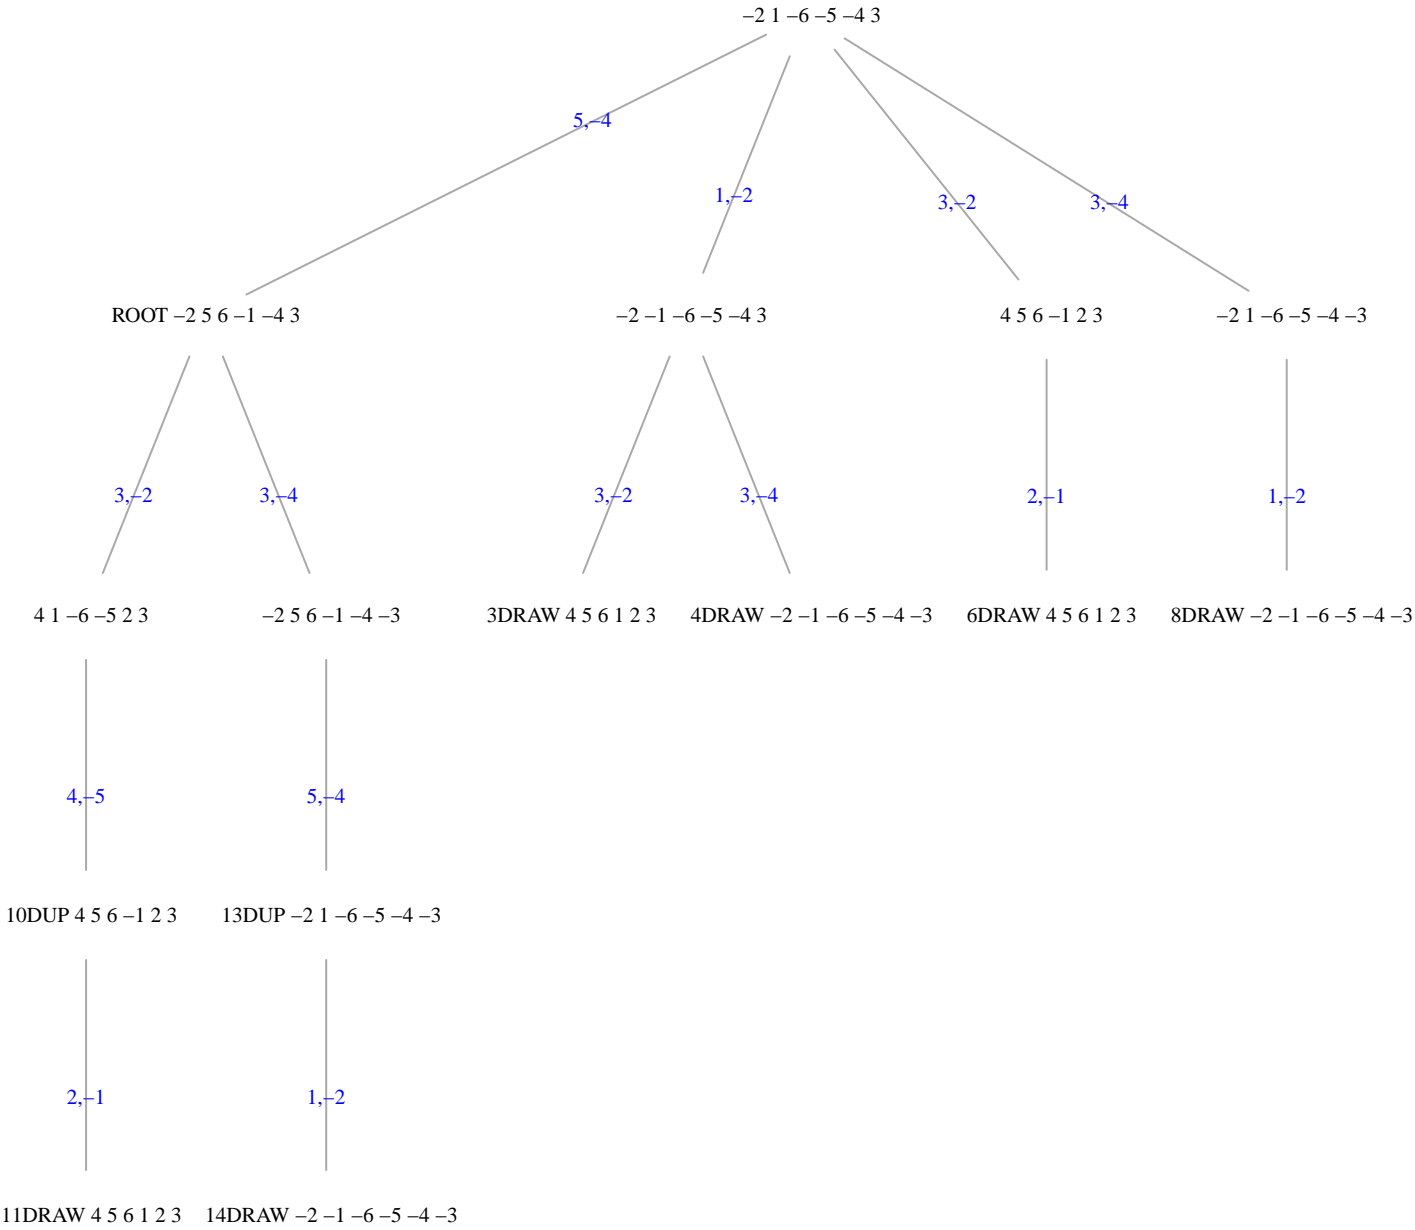 –2 1 –6 –5 –4 3
5,–4
1,–2
3,–2
3,–4
ROOT –2 5 6 –1 –4 3
–2 –1 –6 –5 –4 3
4 5 6 –1 2 3
–2 1 –6 –5 –4 –3
3,–2
3,–4
3,–2
3,–4
2,–1
1,–2
4 1 –6 –5 2 3
–2 5 6 –1 –4 –3
3DRAW 4 5 6 1 2 3
4DRAW –2 –1 –6 –5 –4 –3
6DRAW 4 5 6 1 2 3
8DRAW –2 –1 –6 –5 –4 –3
4,–5
5,–4
10DUP 4 5 6 –1 2 3
13DUP –2 1 –6 –5 –4 –3
2,–1
1,–2
11DRAW 4 5 6 1 2 3
14DRAW –2 –1 –6 –5 –4 –3